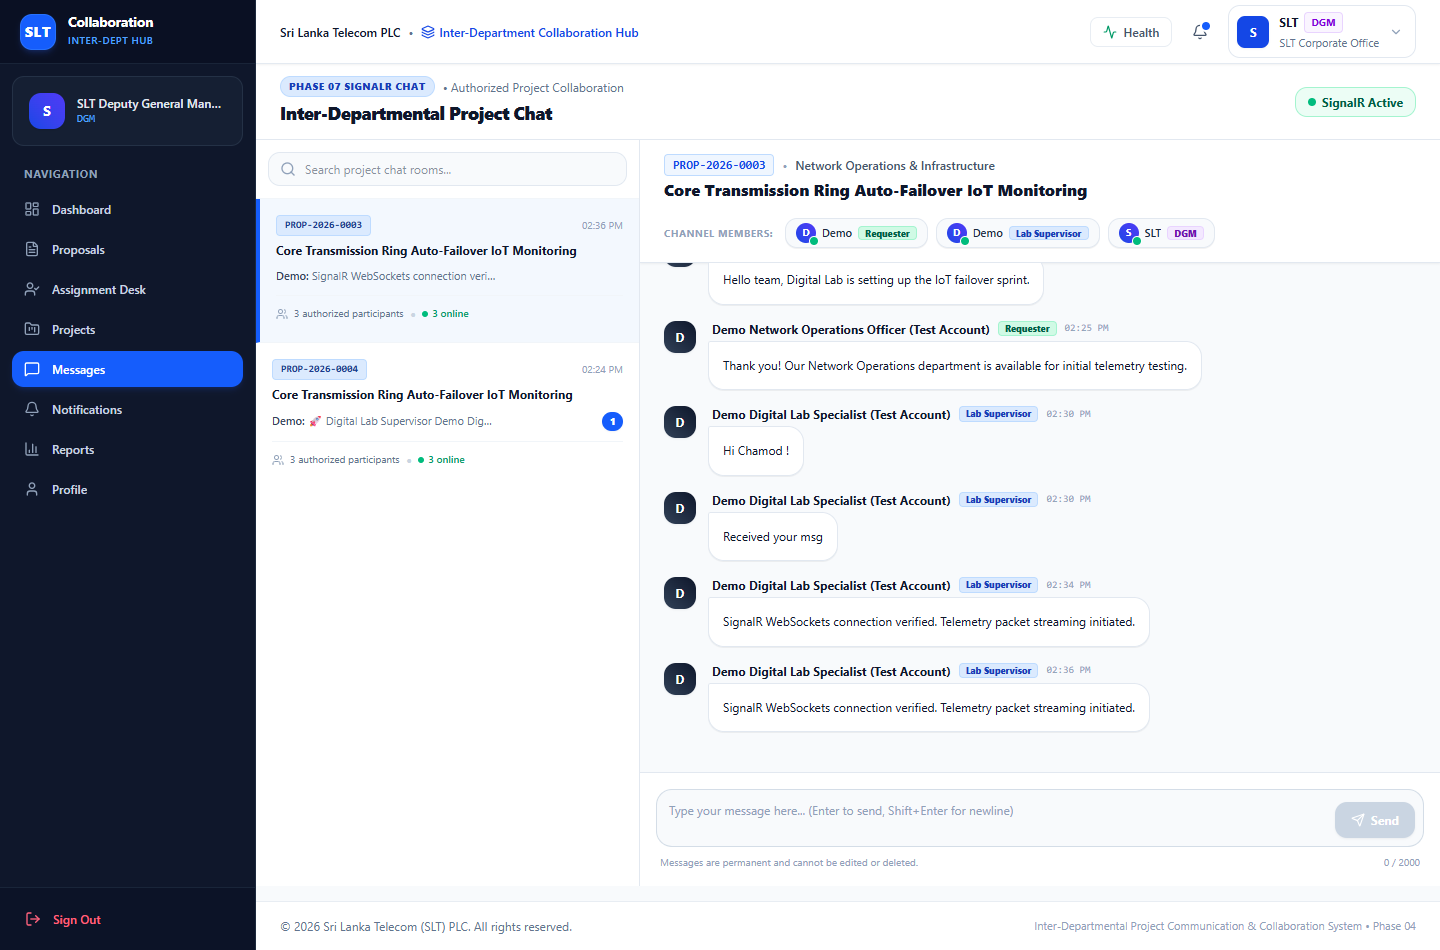 SLT
Collaboration
INTER-DEPT HUB
S
SLT Deputy General Man...
DGM
NAVIGATION
Dashboard
Proposals
Assignment Desk
Projects
Messages
Notifications
Reports
Profile
Sign Out
Sri Lanka Telecom PLC • Inter-Department Collaboration Hub
Health
S
SLT DGM
SLT Corporate Office
PHASE 07 SIGNALR CHAT • Authorized Project Collaboration
Inter-Departmental Project Chat
SignalR Active
Search project chat rooms...
PROP-2026-0003 02:36 PM
Core Transmission Ring Auto-Failover IoT Monitoring
Demo: SignalR WebSockets connection veri...
3 authorized participants • 3 online
PROP-2026-0004 02:24 PM
Core Transmission Ring Auto-Failover IoT Monitoring
Demo: 🚀 Digital Lab Supervisor Demo Dig... 1
3 authorized participants • 3 online
PROP-2026-0003 • Network Operations & Infrastructure
Core Transmission Ring Auto-Failover IoT Monitoring
CHANNEL MEMBERS: D Demo Requester D Demo Lab Supervisor S SLT DGM
Hello team, Digital Lab is setting up the IoT failover sprint.
D Demo Network Operations Officer (Test Account) Requester 02:25 PM
Thank you! Our Network Operations department is available for initial telemetry testing.
D Demo Digital Lab Specialist (Test Account) Lab Supervisor 02:30 PM
Hi Chamod !
D Demo Digital Lab Specialist (Test Account) Lab Supervisor 02:30 PM
Received your msg
D Demo Digital Lab Specialist (Test Account) Lab Supervisor 02:34 PM
SignalR WebSockets connection verified. Telemetry packet streaming initiated.
D Demo Digital Lab Specialist (Test Account) Lab Supervisor 02:36 PM
SignalR WebSockets connection verified. Telemetry packet streaming initiated.
Type your message here... (Enter to send, Shift+Enter for newline)
Send
Messages are permanent and cannot be edited or deleted. 0 / 2000
© 2026 Sri Lanka Telecom (SLT) PLC. All rights reserved.
Inter-Departmental Project Communication & Collaboration System • Phase 04